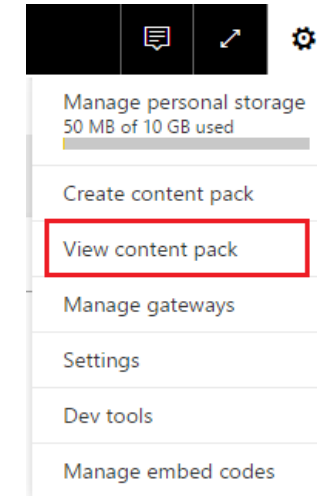 Manage personal storage
50 MB of 10 GB used
Create content pack
View content pack
Manage gateways
Settings
Dev tools
Manage embed codes